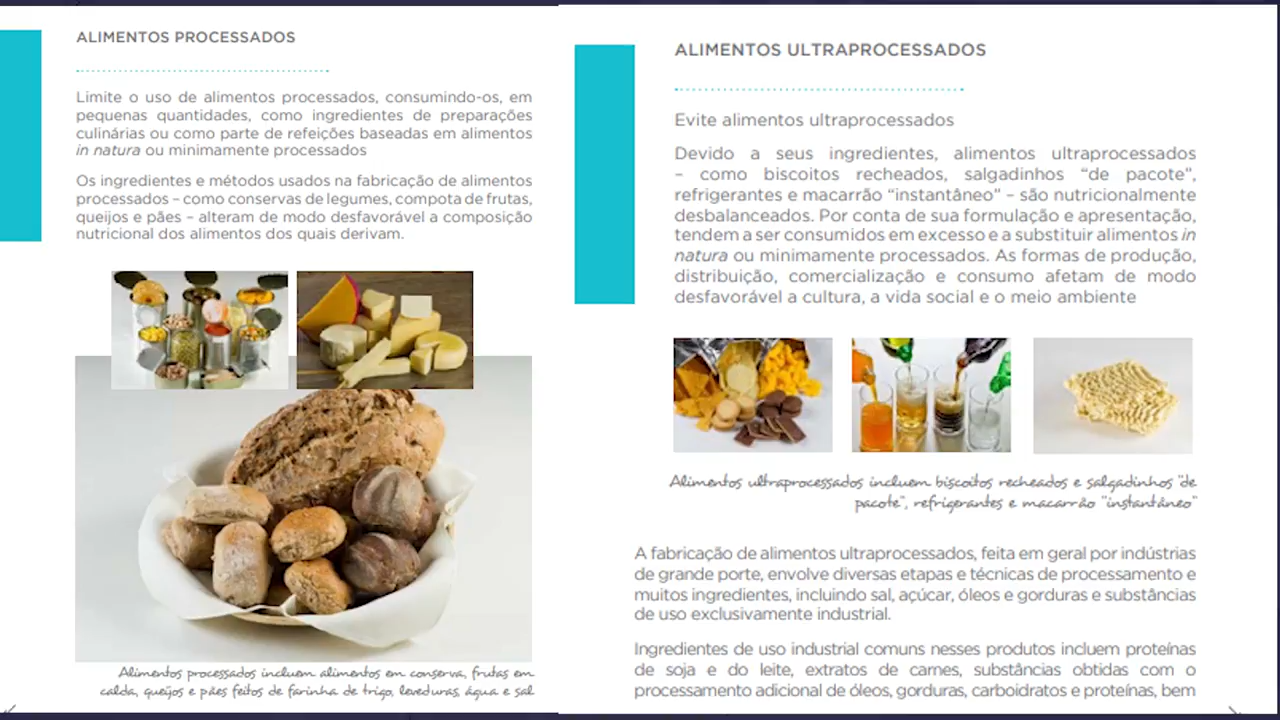 ALIMENTOS PROCESSADOS
Limite o uso de alimentos processados, consumindo-os, em
pequenas quantidades, como ingredientes de preparações
culinárias ou como parte de refeições baseadas em alimentos
in natura ou minimamente processados
Os ingredientes e métodos usados na fabricação de alimentos
processados – como conservas de legumes, compota de frutas,
queijos e pães – alteram de modo desfavorável a composição
nutricional dos alimentos dos quais derivam.
Alimentos processados incluem alimentos em conserva, frutas em
calda, queijos e pães feitos de farinha de trigo, leveduras, água e sal
ALIMENTOS ULTRAPROCESSADOS
Evite alimentos ultraprocessados
Devido a seus ingredientes, alimentos ultraprocessados
– como biscoitos recheados, salgadinhos “de pacote”,
refrigerantes e macarrão “instantâneo” – são nutricionalmente
desbalanceados. Por conta de sua formulação e apresentação,
tendem a ser consumidos em excesso e a substituir alimentos in
natura ou minimamente processados. As formas de produção,
distribuição, comercialização e consumo afetam de modo
desfavorável a cultura, a vida social e o meio ambiente
Alimentos ultraprocessados incluem biscoitos recheados e salgadinhos “de
pacote”, refrigerantes e macarrão “instantâneo”
A fabricação de alimentos ultraprocessados, feita em geral por indústrias
de grande porte, envolve diversas etapas e técnicas de processamento e
muitos ingredientes, incluindo sal, açúcar, óleos e gorduras e substâncias
de uso exclusivamente industrial.
Ingredientes de uso industrial comuns nesses produtos incluem proteínas
de soja e do leite, extratos de carnes, substâncias obtidas com o
processamento adicional de óleos, gorduras, carboidratos e proteínas, bem